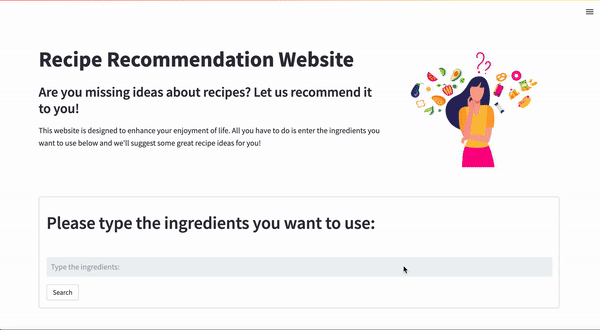 Recipe Recommendation Website
Are you missing ideas about recipes? Let us recommend it
to you!
This website is designed to enhance your enjoyment of life. All you have to do is enter the ingredients you
want to use below and we'll suggest some great recipe ideas for you!
Please type the ingredients you want to use:
Type the ingredients:
Search